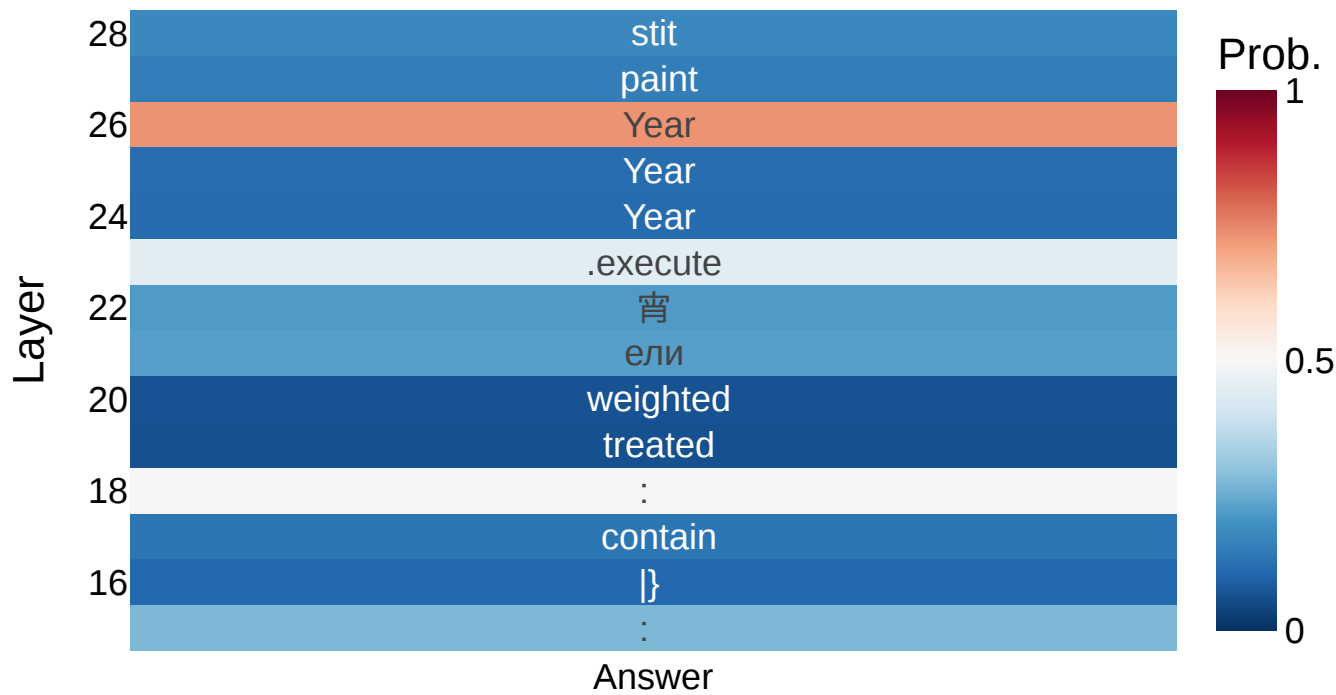 28 stit Prob.
paint 1
26 Year
Year
24 Year
.execute
22 宵
ели 0.5
20 weighted
treated
18 :
contain
16 |}
: 0
Layer
Answer